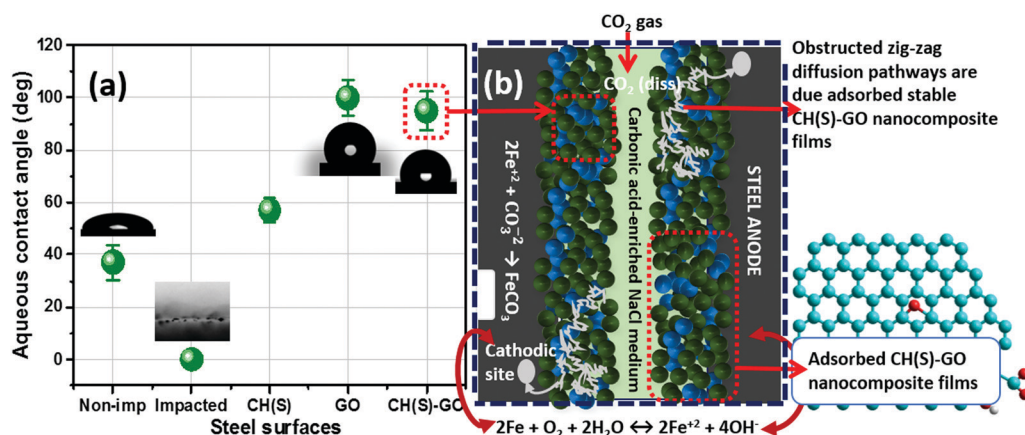 120
100
80
60
40
20
0
Aqueous contact angle (deg)
(a)
Non-imp Impacted CH(S) GO CH(S)-GO
Steel surfaces
CO₂ gas
(b)
CO₂ (diss)
Carbonic acid-enriched NaCl medium
2Fe⁺² + CO₃⁻² → FeCO₃
STEEL ANODE
Cathodic
site
2Fe + O₂ + 2H₂O ↔ 2Fe⁺² + 4OH⁻
Obstructed zig-zag
diffusion pathways are
due adsorbed stable
CH(S)-GO nanocomposite
films
Adsorbed CH(S)-GO
nanocomposite films